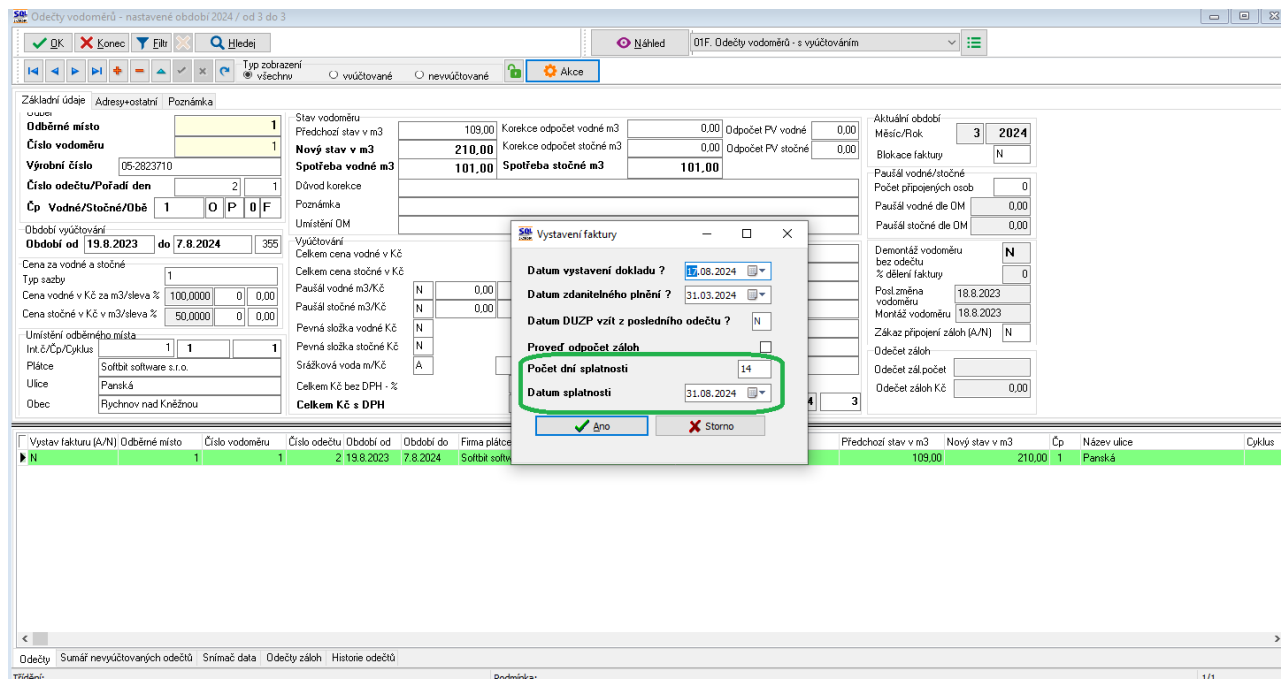 Odečty vodoměrů - nastavené období 2024 / od 3 do 3
OK Konec Filtr Hledej Náhled 01F. Odečty vodoměrů - s vyúčtováním
Typ zobrazení
všechny vyúčtované nevyúčtované Akce
Základní údaje Adresy+ostatní Poznámka
Odběr
Odběrné místo 1
Číslo vodoměru 1
Výrobní číslo 05-2823710
Číslo odečtu/Pořadí den 2 1
Čp Vodné/Stočné/Obě 1 O P 0 F
Období vyúčtování
Období od 19.8.2023 do 7.8.2024 355
Cena za vodné a stočné
Typ sazby 1
Cena vodné v Kč za m3/sleva % 100,0000 0 0,00
Cena stočné v Kč v m3/sleva % 50,0000 0 0,00
Umístění odběrného místa
Int.č/Čp/Cyklus 1 1 1
Plátce Softbit software s.r.o.
Ulice Panská
Obec Rychnov nad Kněžnou
Stav vodoměru
Předchozí stav v m3 109,00 Korekce odpočet vodné m3 0,00 Odpočet PV vodné 0,00
Nový stav v m3 210,00 Korekce odpočet stočné m3 0,00 Odpočet PV stočné 0,00
Spotřeba vodné m3 101,00 Spotřeba stočné m3 101,00
Důvod korekce
Poznámka
Umístění OM
Vyúčtování
Celkem cena vodné v Kč
Celkem cena stočné v Kč
Paušál vodné m3/Kč N 0,00
Paušál stočné m3/Kč N 0,00
Pevná složka vodné Kč N
Pevná složka stočné Kč N
Srážková voda m/Kč A
Celkem Kč bez DPH - %
Celkem Kč s DPH 4 3
Aktuální období
Měsíc/Rok 3 2024
Blokace faktury N
Paušál vodné/stočné
Počet připojených osob 0
Paušál vodné dle OM 0,00
Paušál stočné dle OM 0,00
Demontáž vodoměru
bez odečtu N
% dělení faktury 0
Posl.změna
vodoměru 18.8.2023
Montáž vodoměru 18.8.2023
Zákaz připojení záloh (A/N) N
Odečet záloh
Odečet zál.počet
Odečet záloh Kč 0,00
Vystavení faktury
Datum vystavení dokladu ? 17.08.2024
Datum zdanitelného plnění ? 31.03.2024
Datum DUZP vzít z posledního odečtu ? N
Proveď odpočet záloh
Počet dní splatnosti 14
Datum splatnosti 31.08.2024
Ano Storno
Vystav fakturu (A/N) Odběrné místo Číslo vodoměru Číslo odečtu Období od Období do Firma plátce Předchozí stav v m3 Nový stav v m3 Čp Název ulice Cyklus
N 1 1 2 19.8.2023 7.8.2024 Softbit softw 109,00 210,00 1 Panská
Odečty Sumář nevyúčtovaných odečtů Snímač data Odečty záloh Historie odečtů
Třídění: Podmínka: 1/1